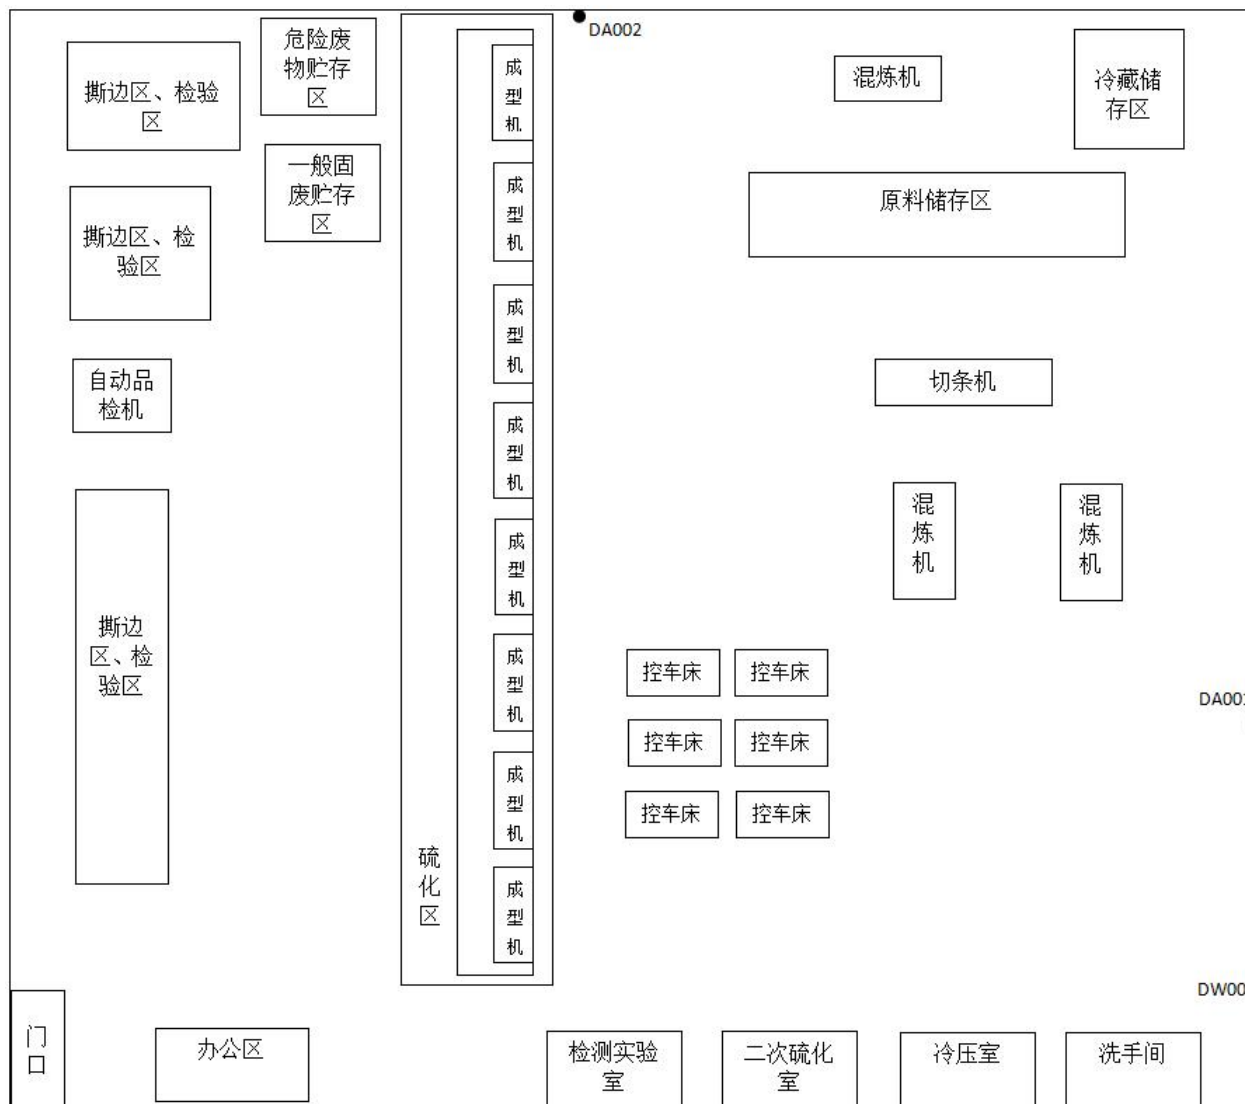 DA002
危险废
物贮存
区
撕边区、检验
区
一般固
废贮存
区
撕边区、检
验区
自动品
检机
撕边
区、检
验区
硫
化
区
成
型
机
成
型
机
成
型
机
成
型
机
成
型
机
成
型
机
成
型
机
成
型
机
混炼机
冷藏储
存区
原料储存区
切条机
混
炼
机
混
炼
机
控车床
控车床
控车床
控车床
控车床
控车床
DA001
DW00
门
口
办公区
检测实验
室
二次硫化
室
冷压室
洗手间